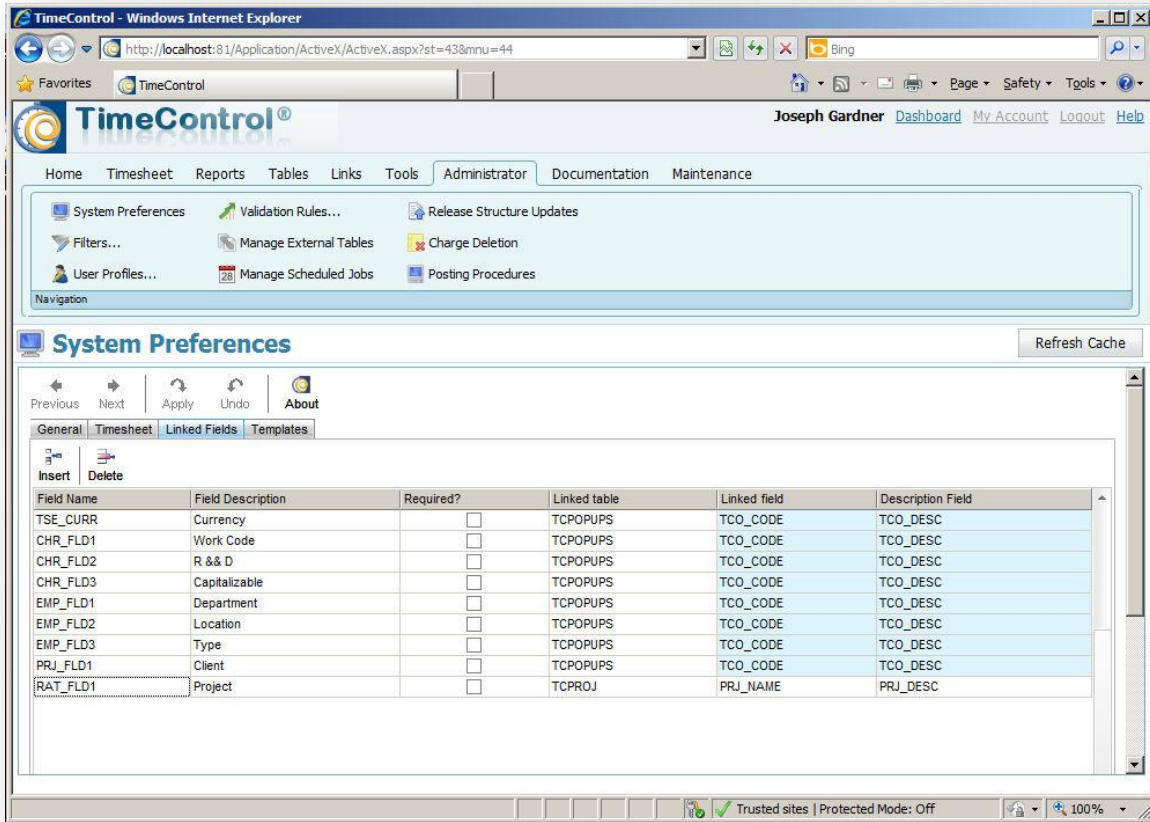 TimeControl - Windows Internet Explorer
http://localhost:81/Application/ActiveX/ActiveX.aspx?st=43&mnu=44
Bing
Favorites TimeControl Page Safety Tools
TimeControl® Joseph Gardner Dashboard My Account Logout Help
Home Timesheet Reports Tables Links Tools Administrator Documentation Maintenance
System Preferences Validation Rules... Release Structure Updates
Filters... Manage External Tables Charge Deletion
User Profiles... 28 Manage Scheduled Jobs Posting Procedures
Navigation
System Preferences Refresh Cache
Previous Next Apply Undo About
General Timesheet Linked Fields Templates
Insert Delete
Field Name Field Description Required? Linked table Linked field Description Field
TSE_CURR Currency TCPOPUPS TCO_CODE TCO_DESC
CHR_FLD1 Work Code TCPOPUPS TCO_CODE TCO_DESC
CHR_FLD2 R && D TCPOPUPS TCO_CODE TCO_DESC
CHR_FLD3 Capitalizable TCPOPUPS TCO_CODE TCO_DESC
EMP_FLD1 Department TCPOPUPS TCO_CODE TCO_DESC
EMP_FLD2 Location TCPOPUPS TCO_CODE TCO_DESC
EMP_FLD3 Type TCPOPUPS TCO_CODE TCO_DESC
PRJ_FLD1 Client TCPOPUPS TCO_CODE TCO_DESC
RAT_FLD1 Project TCPROJ PRJ_NAME PRJ_DESC
Trusted sites | Protected Mode: Off 100%